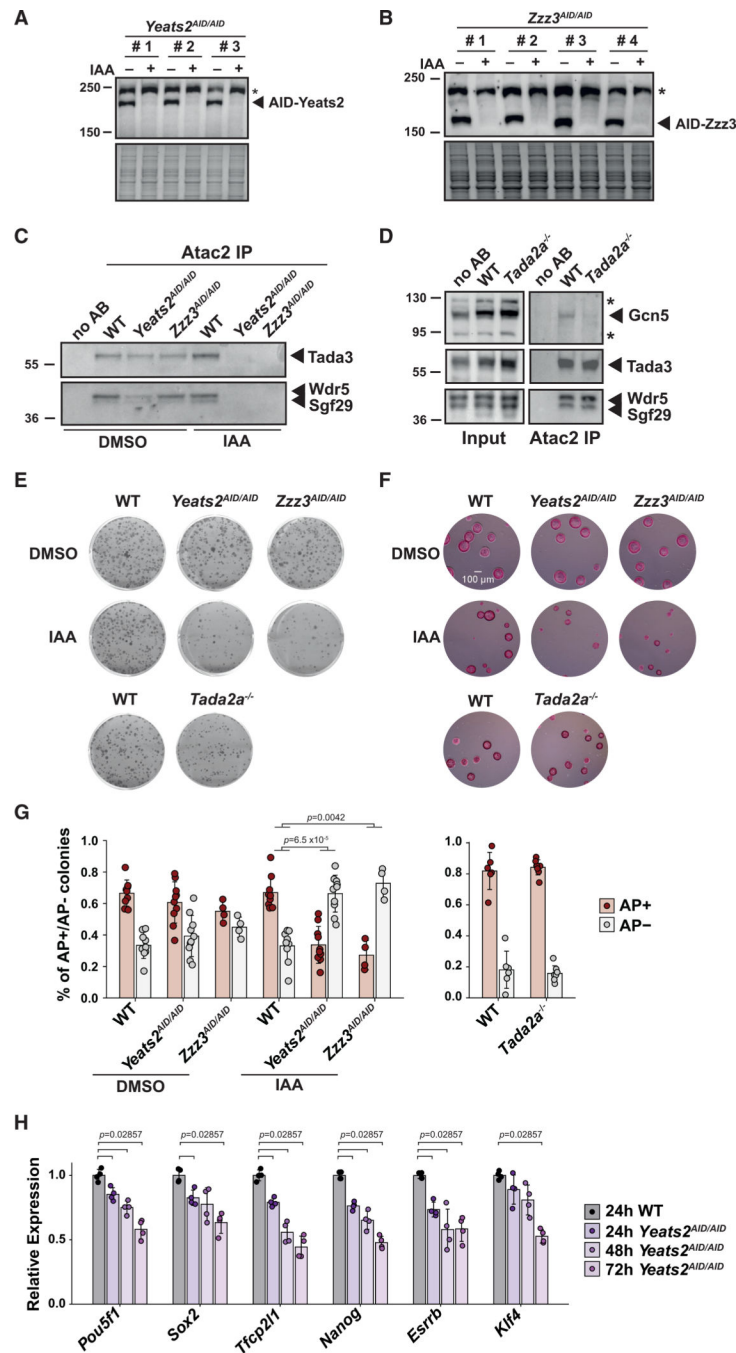 A
Yeats2AID/AID
# 1 # 2 # 3
IAA – + – + – +
250
*
AID-Yeats2
150
B
Zzz3AID/AID
# 1 # 2 # 3 # 4
IAA – + – + – + – +
250
*
150
AID-Zzz3
C
Atac2 IP
no AB WT Yeats2AID/AID Zzz3AID/AID WT Yeats2AID/AID Zzz3AID/AID
55
Tada3
36
Wdr5
Sgf29
DMSO IAA
D
no AB WT Tada2a-/- no AB WT Tada2a-/-
130
*
Gcn5
95
*
55
Tada3
36
Wdr5
Sgf29
Input Atac2 IP
E
WT Yeats2AID/AID Zzz3AID/AID
DMSO
IAA
WT Tada2a-/-
F
WT Yeats2AID/AID Zzz3AID/AID
DMSO
100 µm
IAA
WT Tada2a-/-
G
p=0.0042
p=6.5 x10-5
% of AP+/AP- colonies
1.0
0.8
0.6
0.4
0.2
0.0
WT Yeats2AID/AID Zzz3AID/AID WT Yeats2AID/AID Zzz3AID/AID
DMSO IAA
1.0
0.8
0.6
0.4
0.2
0.0
WT Tada2a-/-
AP+
AP–
H
p=0.02857 p=0.02857 p=0.02857 p=0.02857 p=0.02857 p=0.02857
Relative Expression
1.0
0.5
0.0
Pou5f1 Sox2 Tfcp2l1 Nanog Esrrb Klf4
24h WT
24h Yeats2AID/AID
48h Yeats2AID/AID
72h Yeats2AID/AID